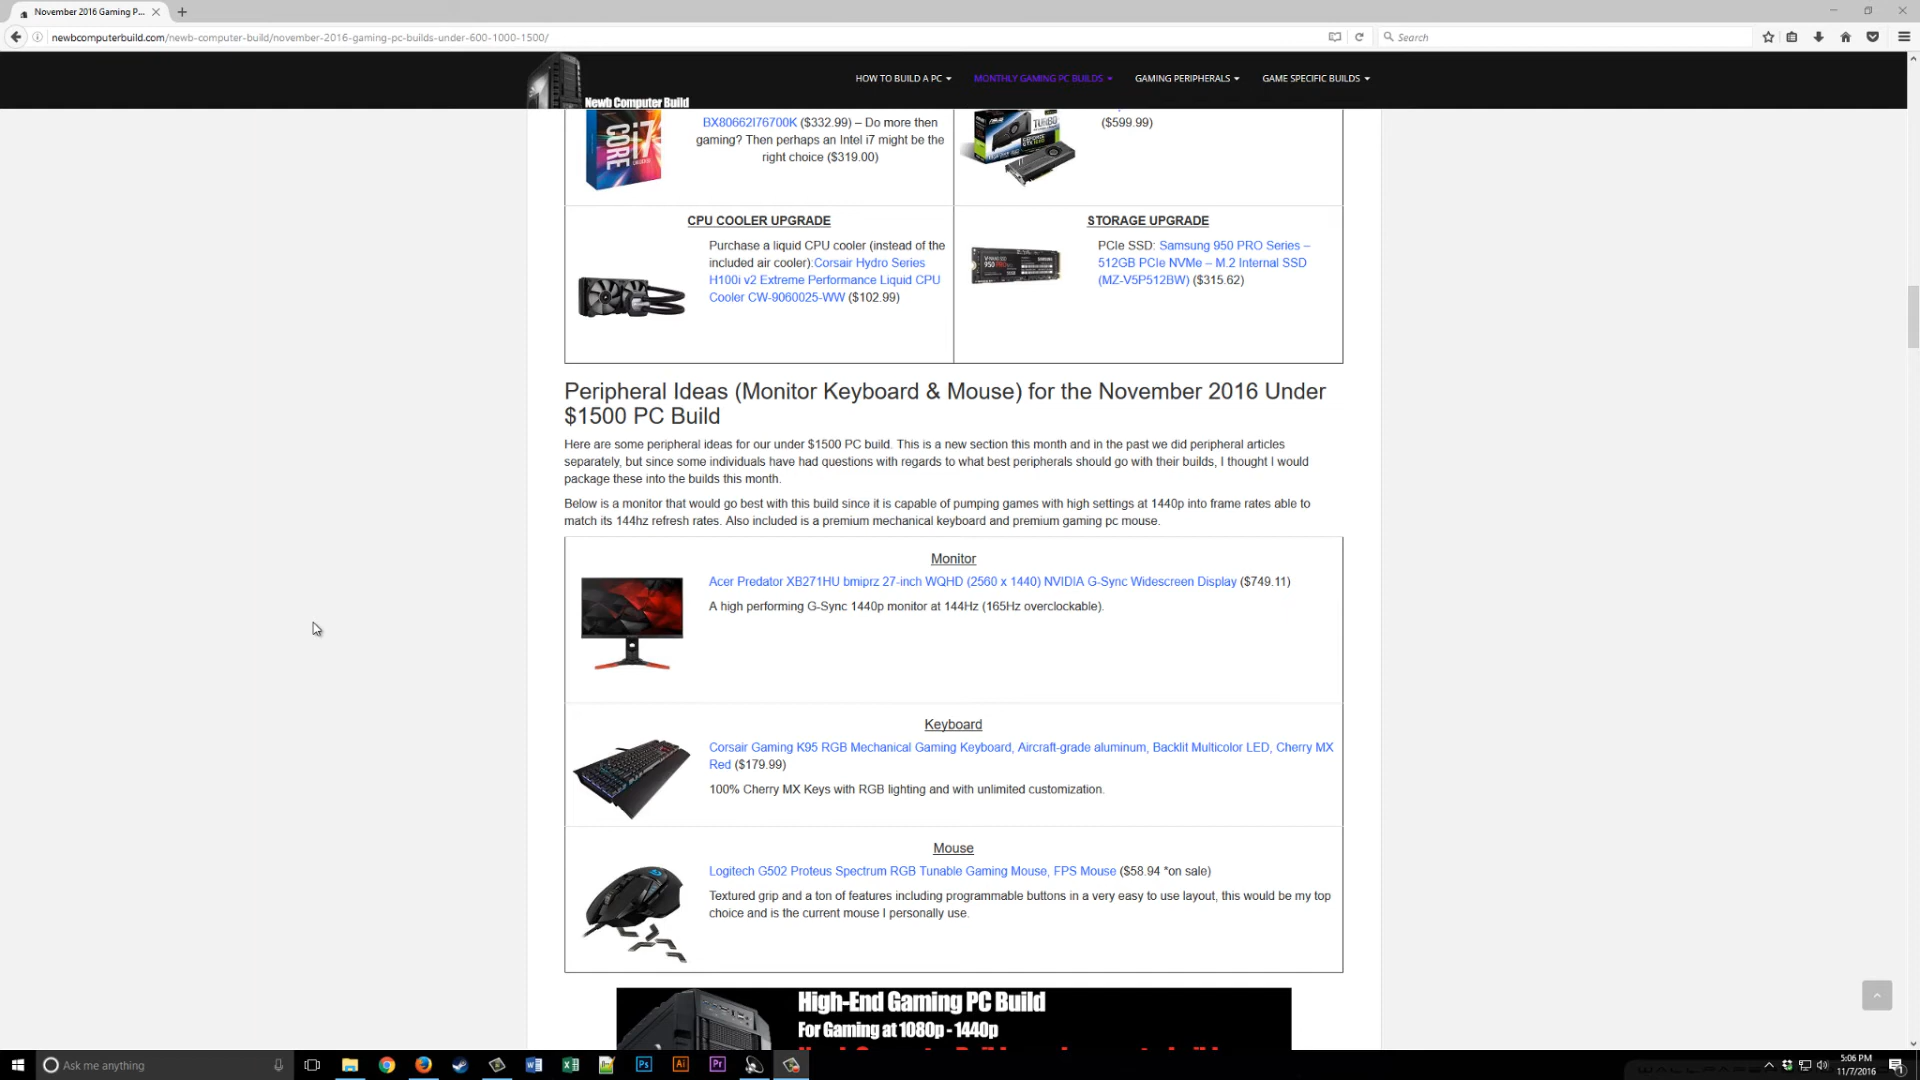 November 2016 Gaming P...
newbcomputerbuild.com/newb-computer-build/november-2016-gaming-pc-builds-under-600-1000-1500/
Search
Newb Computer Build
HOW TO BUILD A PC
MONTHLY GAMING PC BUILDS
GAMING PERIPHERALS
GAME SPECIFIC BUILDS
BX80662I76700K ($332.99) – Do more then
gaming? Then perhaps an Intel i7 might be the
right choice ($319.00)
CORE i7
($599.99)
TURBO
CPU COOLER UPGRADE
Purchase a liquid CPU cooler (instead of the
included air cooler):Corsair Hydro Series
H100i v2 Extreme Performance Liquid CPU
Cooler CW-9060025-WW ($102.99)
STORAGE UPGRADE
PCIe SSD: Samsung 950 PRO Series –
512GB PCIe NVMe – M.2 Internal SSD
(MZ-V5P512BW) ($315.62)
Peripheral Ideas (Monitor Keyboard & Mouse) for the November 2016 Under
$1500 PC Build
Here are some peripheral ideas for our under $1500 PC build. This is a new section this month and in the past we did peripheral articles
separately, but since some individuals have had questions with regards to what best peripherals should go with their builds, I thought I would
package these into the builds this month.
Below is a monitor that would go best with this build since it is capable of pumping games with high settings at 1440p into frame rates able to
match its 144hz refresh rates. Also included is a premium mechanical keyboard and premium gaming pc mouse.
Monitor
Acer Predator XB271HU bmiprz 27-inch WQHD (2560 x 1440) NVIDIA G-Sync Widescreen Display ($749.11)
A high performing G-Sync 1440p monitor at 144Hz (165Hz overclockable).
Keyboard
Corsair Gaming K95 RGB Mechanical Gaming Keyboard, Aircraft-grade aluminum, Backlit Multicolor LED, Cherry MX
Red ($179.99)
100% Cherry MX Keys with RGB lighting and with unlimited customization.
Mouse
Logitech G502 Proteus Spectrum RGB Tunable Gaming Mouse, FPS Mouse ($58.94 *on sale)
Textured grip and a ton of features including programmable buttons in a very easy to use layout, this would be my top
choice and is the current mouse I personally use.
High-End Gaming PC Build
For Gaming at 1080p - 1440p
Ask me anything
5:06 PM
11/7/2016